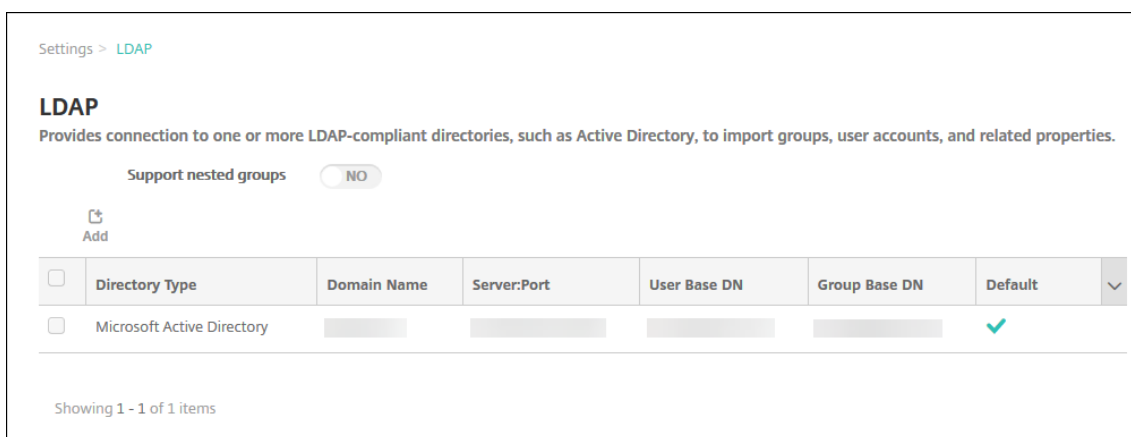 Settings > LDAP
LDAP
Provides connection to one or more LDAP-compliant directories, such as Active Directory, to import groups, user accounts, and related properties.
Support nested groups NO
Add
Directory Type Domain Name Server:Port User Base DN Group Base DN Default
Microsoft Active Directory
Showing 1 - 1 of 1 items